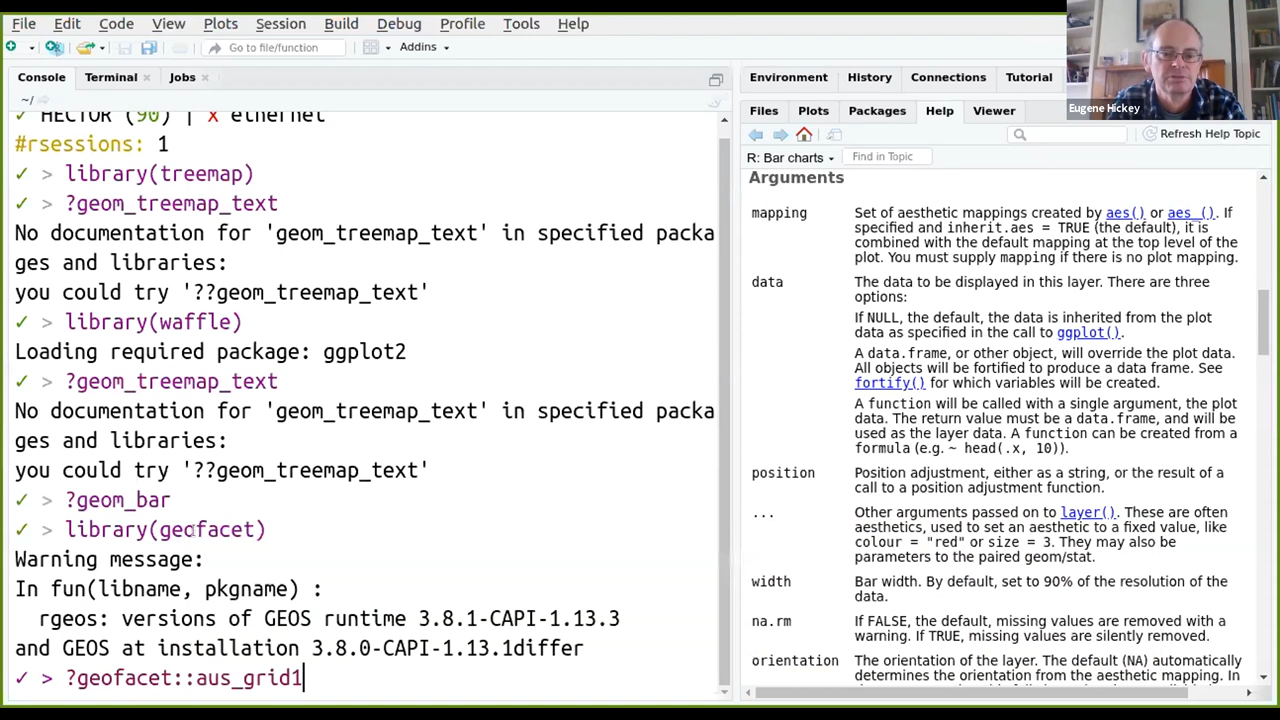 File Edit Code View Plots Session Build Debug Profile Tools Help
Go to file/function Addins
Console Terminal Jobs
~/
✓ HECTOR (90) | x ethernet
#rsessions: 1
✓ > library(treemap)
✓ > ?geom_treemap_text
No documentation for 'geom_treemap_text' in specified packa
ges and libraries:
you could try '??geom_treemap_text'
✓ > library(waffle)
Loading required package: ggplot2
✓ > ?geom_treemap_text
No documentation for 'geom_treemap_text' in specified packa
ges and libraries:
you could try '??geom_treemap_text'
✓ > ?geom_bar
✓ > library(geofacet)
Warning message:
In fun(libname, pkgname) :
rgeos: versions of GEOS runtime 3.8.1-CAPI-1.13.3
and GEOS at installation 3.8.0-CAPI-1.13.1differ
✓ > ?geofacet::aus_grid1
Environment History Connections Tutorial
Files Plots Packages Help Viewer
Refresh Help Topic
R: Bar charts Find in Topic
Arguments
mapping Set of aesthetic mappings created by aes() or aes_(). If
specified and inherit.aes = TRUE (the default), it is
combined with the default mapping at the top level of the
plot. You must supply mapping if there is no plot mapping.
data The data to be displayed in this layer. There are three
options:
If NULL, the default, the data is inherited from the plot
data as specified in the call to ggplot().
A data.frame, or other object, will override the plot data.
All objects will be fortified to produce a data frame. See
fortify() for which variables will be created.
A function will be called with a single argument, the plot
data. The return value must be a data.frame, and will be
used as the layer data. A function can be created from a
formula (e.g. ~ head(.x, 10)).
position Position adjustment, either as a string, or the result of a
call to a position adjustment function.
... Other arguments passed on to layer(). These are often
aesthetics, used to set an aesthetic to a fixed value, like
colour = "red" or size = 3. They may also be
parameters to the paired geom/stat.
width Bar width. By default, set to 90% of the resolution of the
data.
na.rm If FALSE, the default, missing values are removed with a
warning. If TRUE, missing values are silently removed.
orientation The orientation of the layer. The default (NA) automatically
determines the orientation from the aesthetic mapping. In
Eugene Hickey